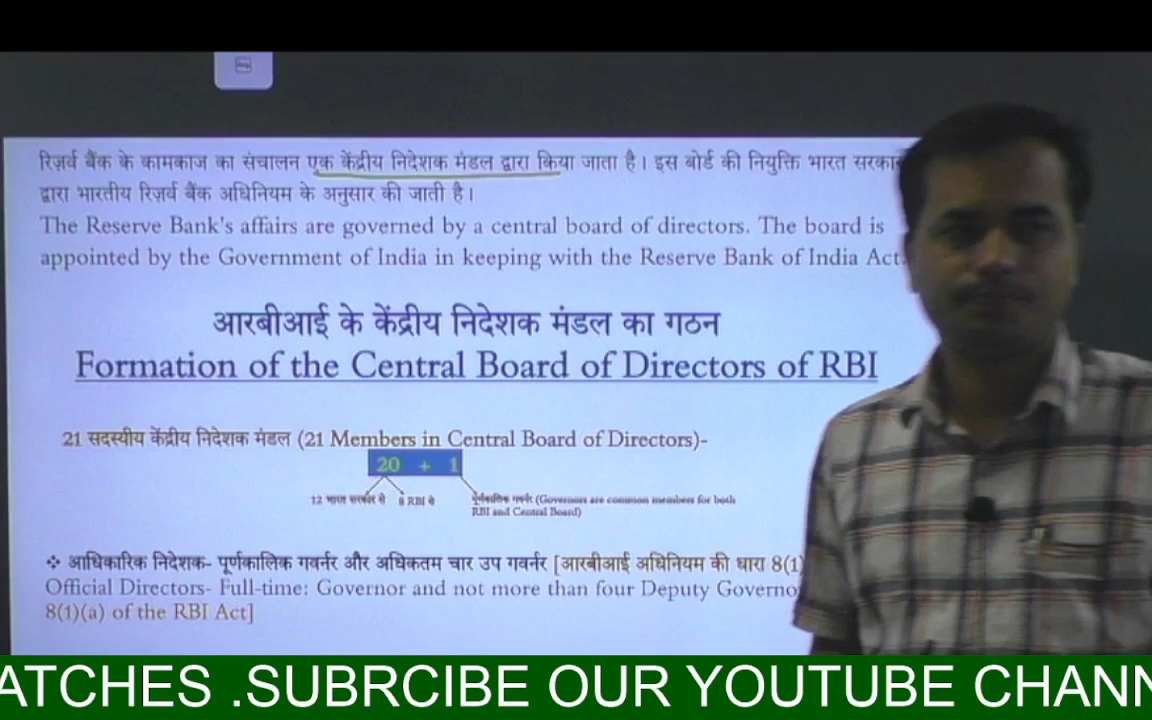 रिज़र्व बैंक के कामकाज का संचालन एक केंद्रीय निदेशक मंडल द्वारा किया जाता है। इस बोर्ड की नियुक्ति भारत सरका
द्वारा भारतीय रिज़र्व बैंक अधिनियम के अनुसार की जाती है।
The Reserve Bank's affairs are governed by a central board of directors. The board is
appointed by the Government of India in keeping with the Reserve Bank of India Act.
आरबीआई के केंद्रीय निदेशक मंडल का गठन
Formation of the Central Board of Directors of RBI
21 सदस्यीय केंद्रीय निदेशक मंडल (21 Members in Central Board of Directors)-
20 + 1
12 भारत सरकार से 8 RBI से पूर्णकालिक गवर्नर (Governors are common members for both
RBI and Central Board)
❖ आधिकारिक निदेशक- पूर्णकालिक गवर्नर और अधिकतम चार उप गवर्नर [आरबीआई अधिनियम की धारा 8(1)
Official Directors- Full-time: Governor and not more than four Deputy Governo
8(1)(a) of the RBI Act]
ATCHES .SUBRCIBE OUR YOUTUBE CHANN